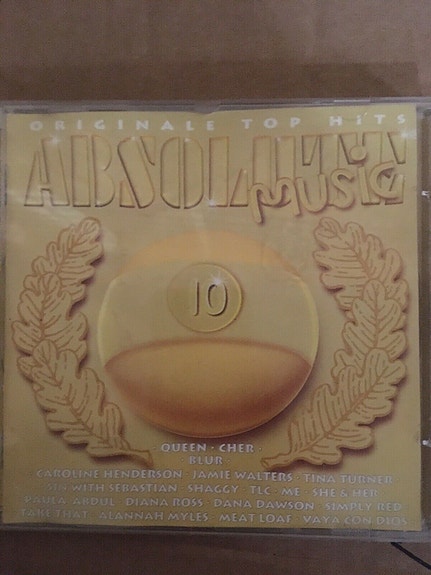 ORIGINALE TOP HiTS
ABSOLUTE
music
10
QUEEN · CHER ·
BLUR
CAROLINE HENDERSON · JAMIE WALTERS · TINA TURNER ·
SIN WITH SEBASTIAN · SHAGGY · TLC · ME · SHE & HER
PAULA ABDUL · DIANA ROSS · DANA DAWSON · SIMPLY RED
TAKE THAT · ALANNAH MYLES · MEAT LOAF · VAYA CON DIOS